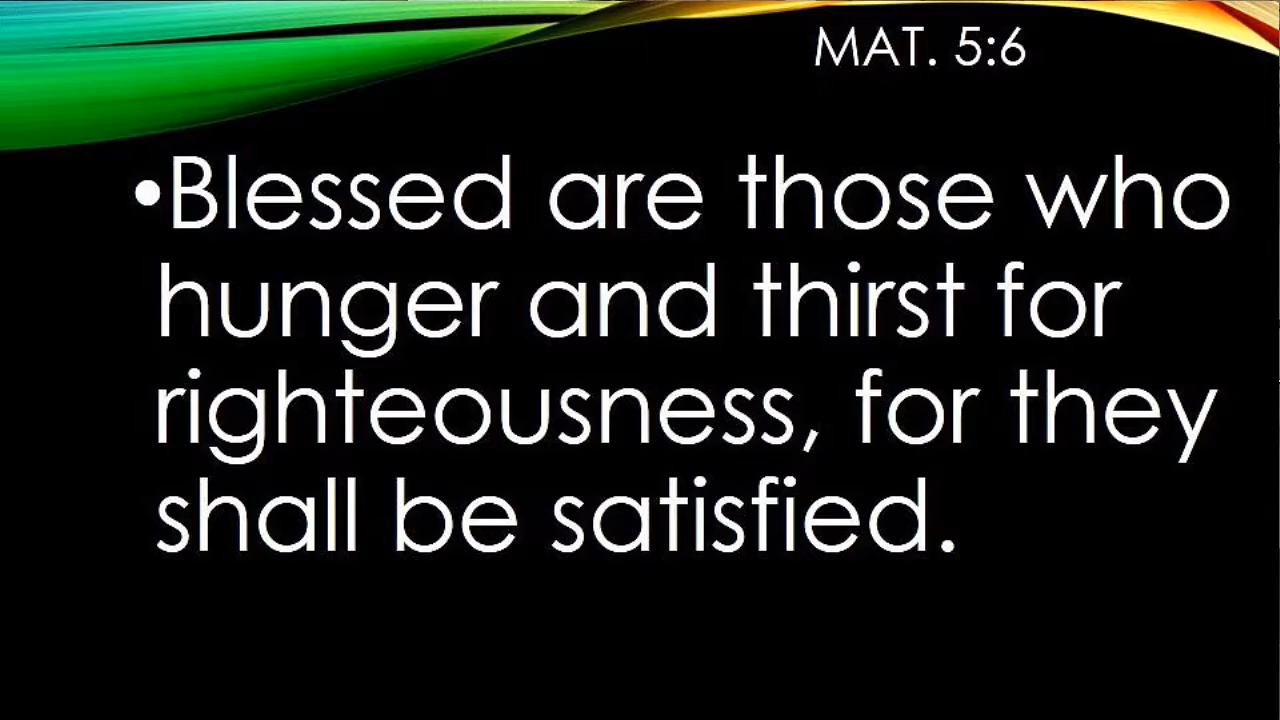 MAT. 5:6
•Blessed are those who
hunger and thirst for
righteousness, for they
shall be satisfied.